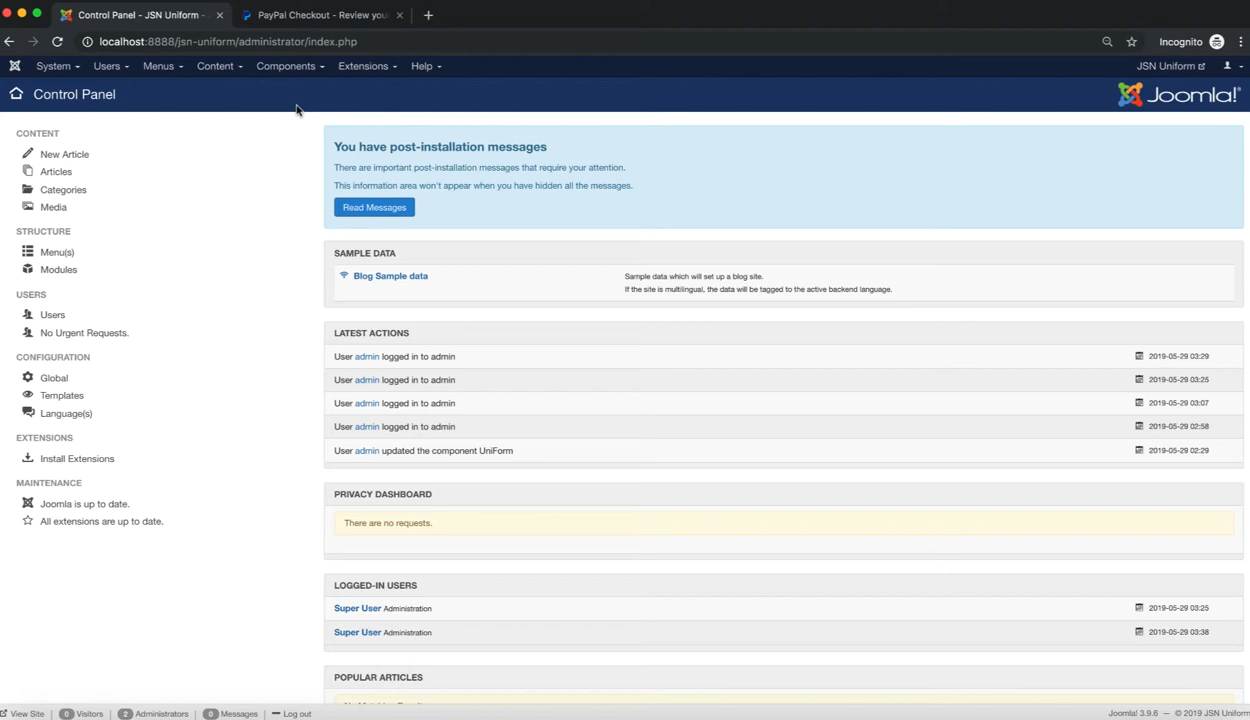 Control Panel - JSN Uniform -
PayPal Checkout - Review you
localhost:8888/jsn-uniform/administrator/index.php
Incognito
System Users Menus Content Components Extensions Help JSN Uniform
Control Panel
Joomla!®
CONTENT
New Article
Articles
Categories
Media
STRUCTURE
Menu(s)
Modules
USERS
Users
No Urgent Requests.
CONFIGURATION
Global
Templates
Language(s)
EXTENSIONS
Install Extensions
MAINTENANCE
Joomla is up to date.
All extensions are up to date.
You have post-installation messages
There are important post-installation messages that require your attention.
This information area won't appear when you have hidden all the messages.
Read Messages
SAMPLE DATA
Blog Sample data
Sample data which will set up a blog site.
If the site is multilingual, the data will be tagged to the active backend language.
LATEST ACTIONS
User admin logged in to admin 2019-05-29 03:29
User admin logged in to admin 2019-05-29 03:25
User admin logged in to admin 2019-05-29 03:07
User admin logged in to admin 2019-05-29 02:58
User admin updated the component UniForm 2019-05-29 02:29
PRIVACY DASHBOARD
There are no requests.
LOGGED-IN USERS
Super User Administration 2019-05-29 03:25
Super User Administration 2019-05-29 03:38
POPULAR ARTICLES
View Site 0 Visitors 2 Administrators 0 Messages Log out
Joomla! 3.9.6 — © 2019 JSN Uniform